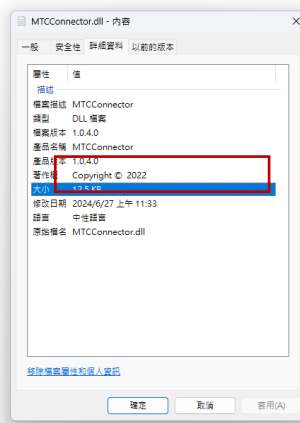 MTCConnector.dll - 內容
一般 安全性 詳細資料 以前的版本
屬性 值
描述
檔案描述 MTCConnector
類型 DLL 檔案
檔案版本 1.0.4.0
產品名稱 MTCConnector
產品版本 1.0.4.0
著作權 Copyright © 2022
大小 12.5 KB
修改日期 2024/6/27 上午 11:33
語言 中性語言
原始檔名 MTCConnector.dll
移除檔案屬性和個人資訊
確定 取消 套用(A)